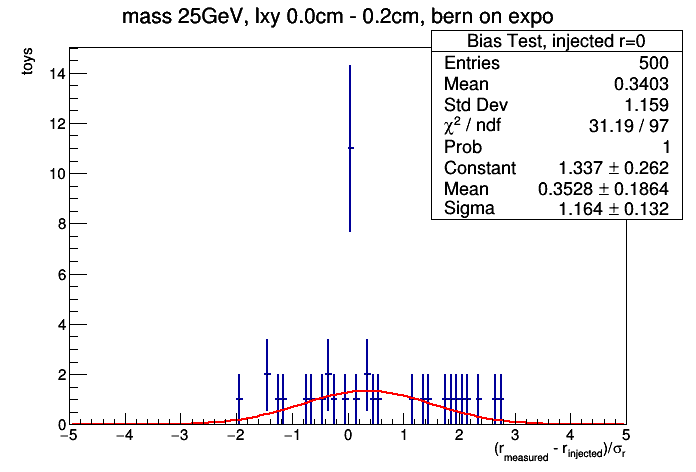 mass 25GeV, lxy 0.0cm - 0.2cm, bern on expo
Bias Test, injected r=0
Entries 500
Mean 0.3403
Std Dev 1.159
χ² / ndf 31.19 / 97
Prob 1
Constant 1.337 ± 0.262
Mean 0.3528 ± 0.1864
Sigma 1.164 ± 0.132
toys
14
12
10
8
6
4
2
0
−5 −4 −3 −2 −1 0 1 2 3 4 5
(r_measured - r_injected)/σ_r